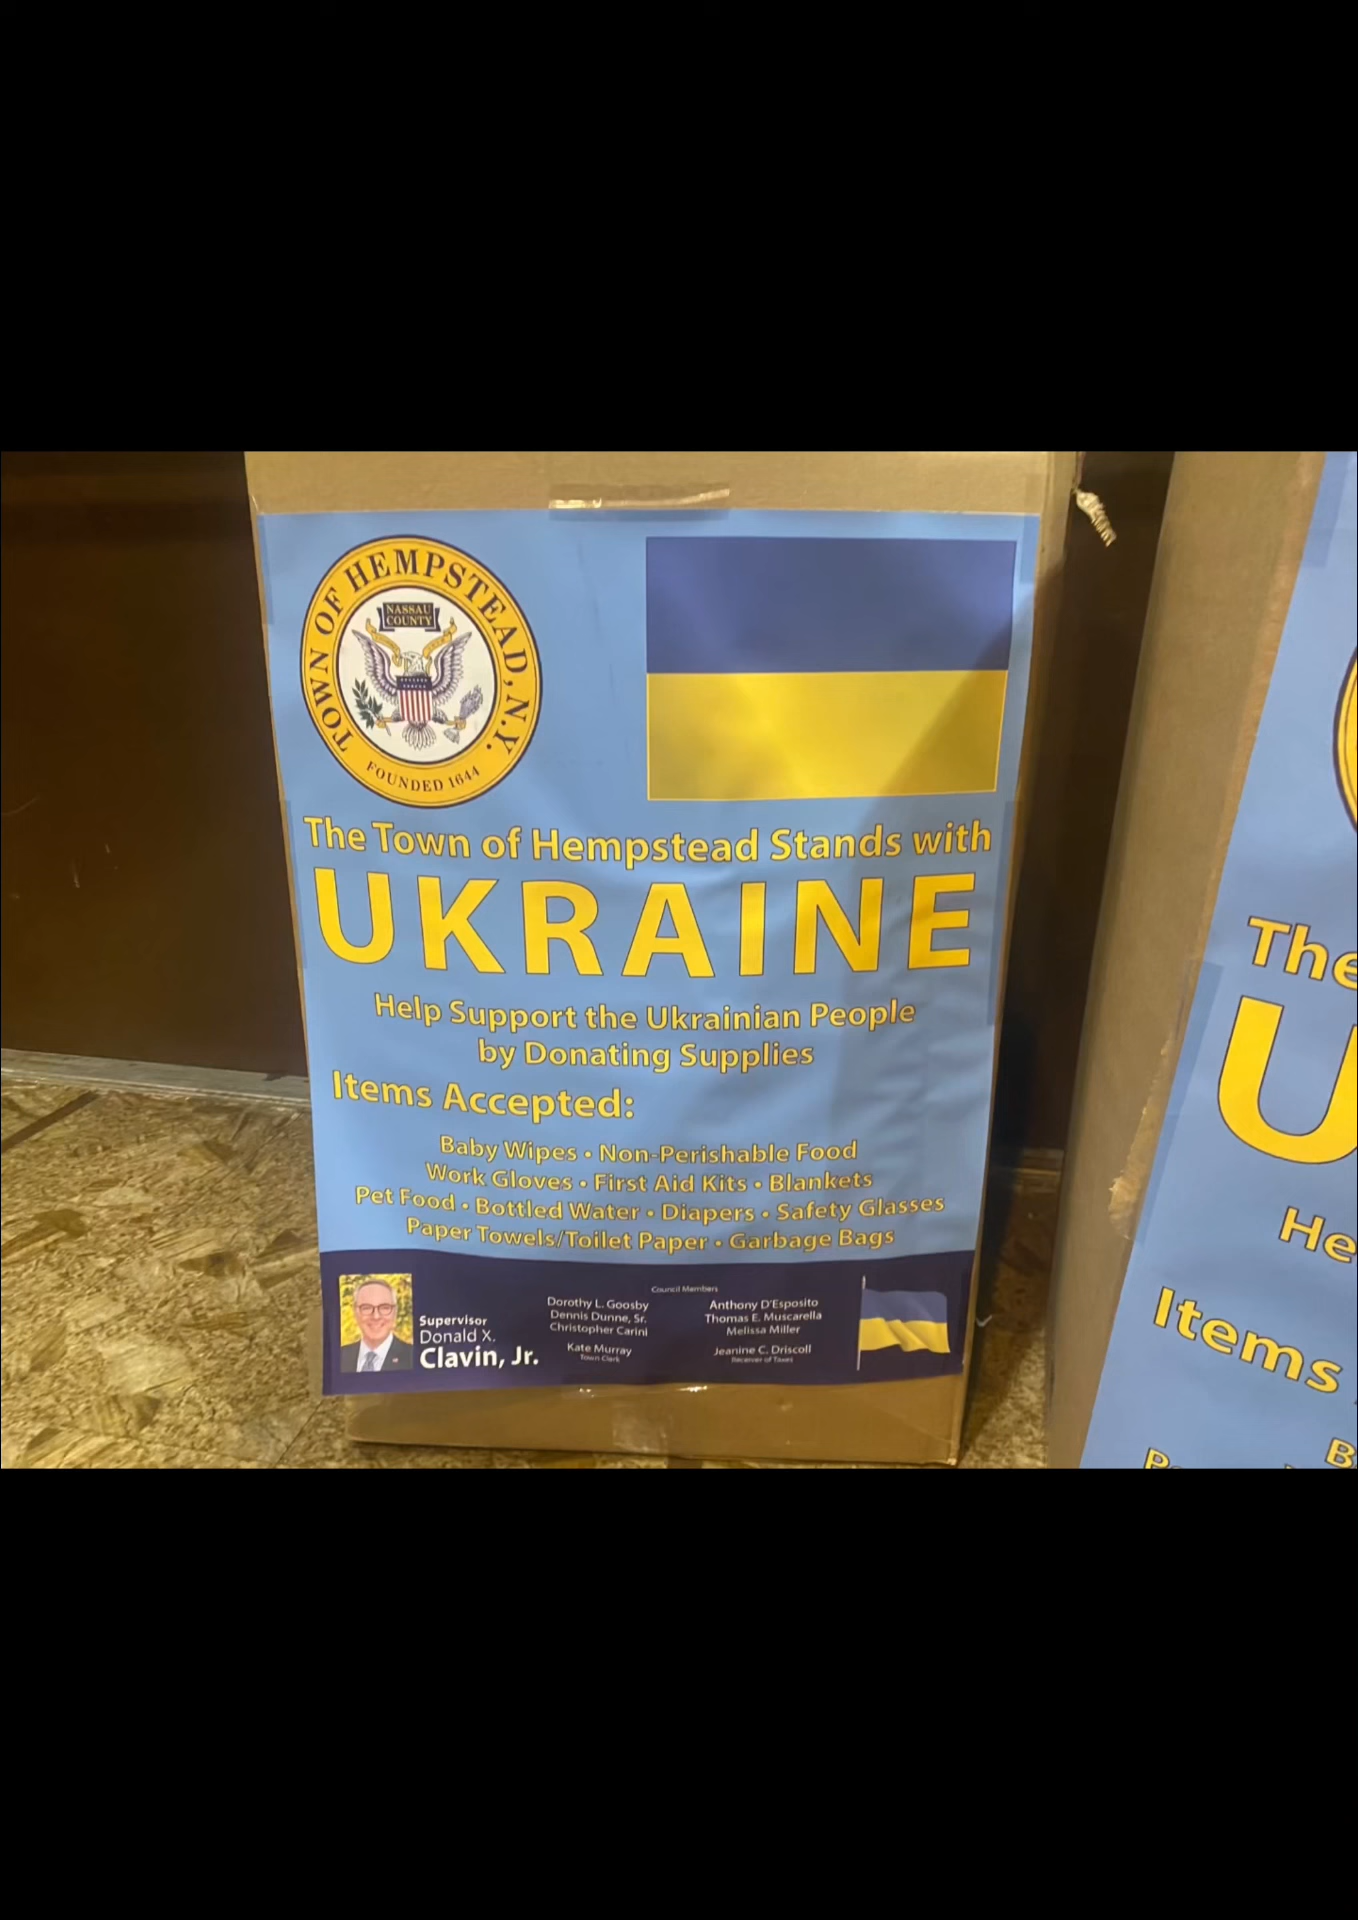 TOWN OF HEMPSTEAD, N.Y.
NASSAU
COUNTY
FOUNDED 1644
The Town of Hempstead Stands with
UKRAINE
Help Support the Ukrainian People
by Donating Supplies
Items Accepted:
Baby Wipes • Non-Perishable Food
Work Gloves • First Aid Kits • Blankets
Pet Food • Bottled Water • Diapers • Safety Glasses
Paper Towels/Toilet Paper • Garbage Bags
Supervisor
Donald X.
Clavin, Jr.
Council Members
Dorothy L. Goosby
Dennis Dunne, Sr.
Christopher Carini
Kate Murray
Town Clerk
Anthony D'Esposito
Thomas E. Muscarella
Melissa Miller
Jeanine C. Driscoll
Receiver of Taxes
The
U
He
Items
B